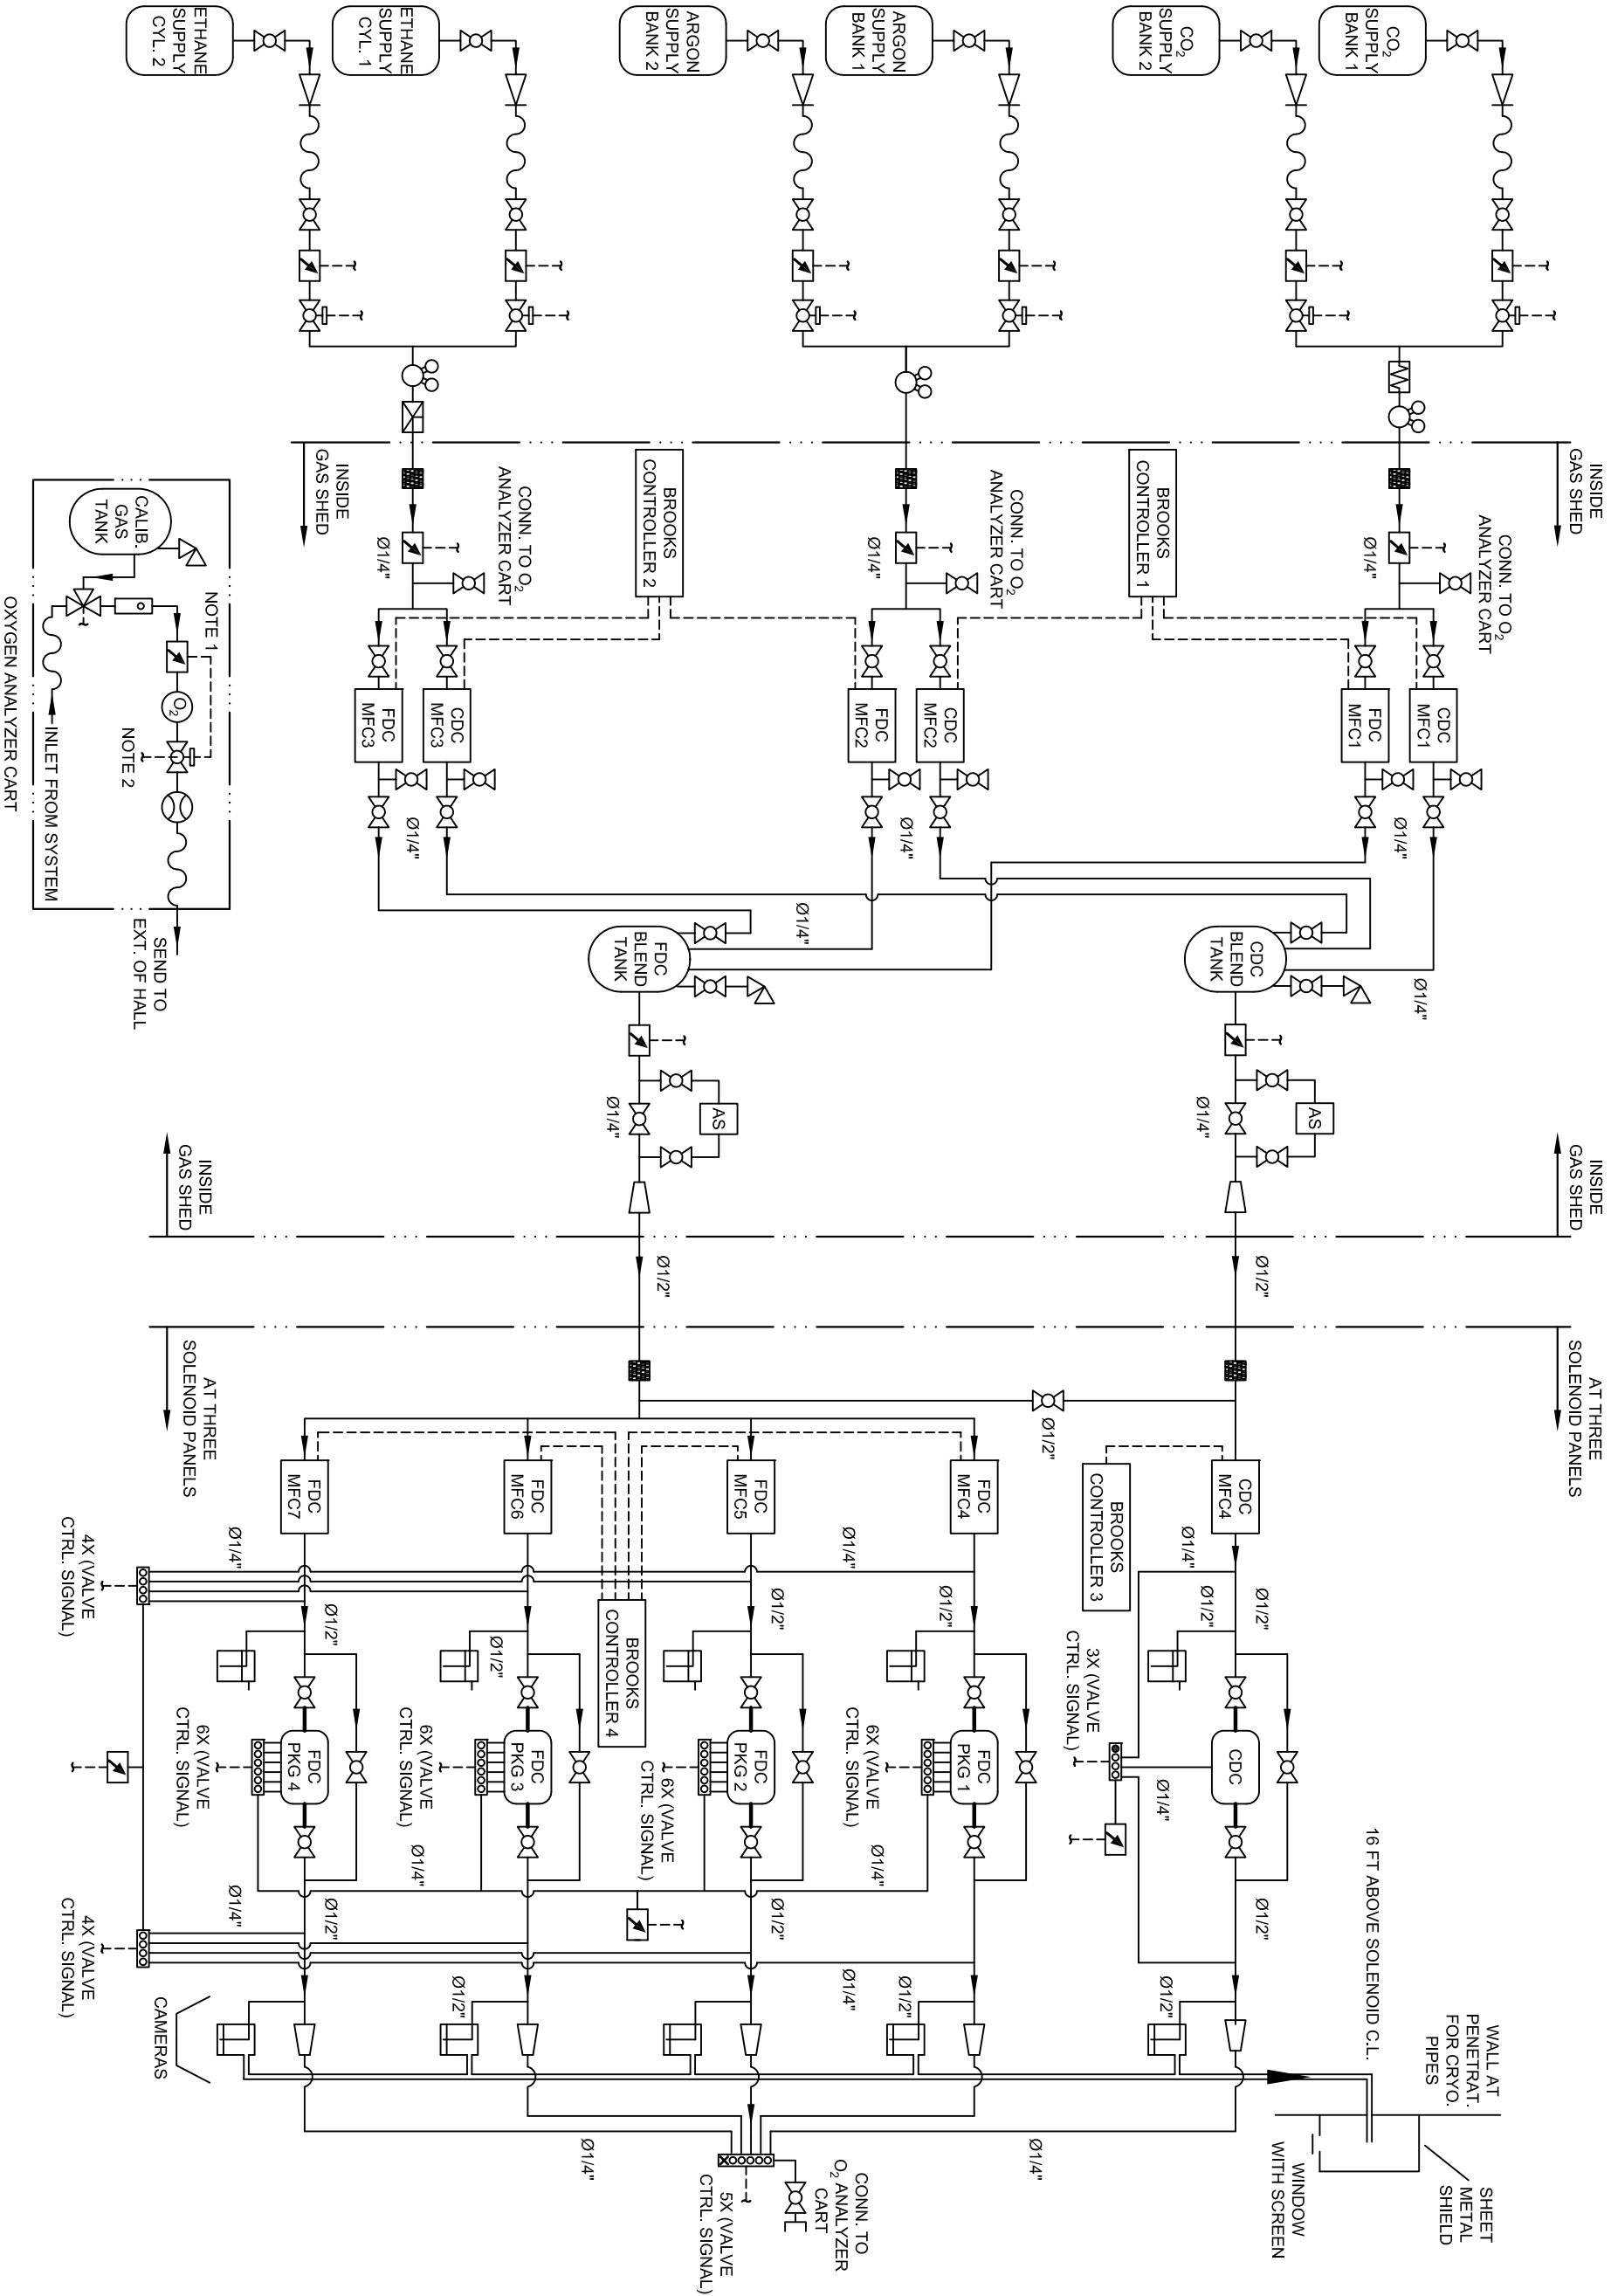 CO2
SUPPLY
BANK 1
CO2
SUPPLY
BANK 2
ARGON
SUPPLY
BANK 1
ARGON
SUPPLY
BANK 2
ETHANE
SUPPLY
CYL. 1
ETHANE
SUPPLY
CYL. 2
INSIDE
GAS SHED
INSIDE
GAS SHED
CONN. TO O2
ANALYZER CART
CONN. TO O2
ANALYZER CART
CONN. TO O2
ANALYZER CART
BROOKS
CONTROLLER 1
BROOKS
CONTROLLER 2
Ø1/4"
Ø1/4"
Ø1/4"
CDC
MFC1
FDC
MFC1
CDC
MFC2
FDC
MFC2
CDC
MFC3
FDC
MFC3
Ø1/4"
Ø1/4"
Ø1/4"
CALIB.
GAS
TANK
NOTE 1
O2
NOTE 2
INLET FROM SYSTEM
OXYGEN ANALYZER CART
SEND TO
EXT. OF HALL
CDC
BLEND
TANK
FDC
BLEND
TANK
Ø1/4"
Ø1/4"
AS
AS
Ø1/4"
Ø1/4"
INSIDE
GAS SHED
INSIDE
GAS SHED
Ø1/2"
Ø1/2"
AT THREE
SOLENOID PANELS
AT THREE
SOLENOID PANELS
Ø1/2"
CDC
MFC4
FDC
MFC4
FDC
MFC5
FDC
MFC6
FDC
MFC7
BROOKS
CONTROLLER 3
BROOKS
CONTROLLER 4
Ø1/4"
Ø1/4"
Ø1/4"
4X (VALVE
CTRL. SIGNAL)
Ø1/2"
Ø1/2"
Ø1/2"
Ø1/2"
Ø1/2"
Ø1/2"
3X (VALVE
CTRL. SIGNAL)
Ø1/4"
CDC
FDC
PKG 1
FDC
PKG 2
FDC
PKG 3
FDC
PKG 4
6X (VALVE
CTRL. SIGNAL)
6X (VALVE
CTRL. SIGNAL)
6X (VALVE
CTRL. SIGNAL)
6X (VALVE
CTRL. SIGNAL)
16 FT ABOVE SOLENOID C.L.
Ø1/4"
Ø1/4"
Ø1/4"
Ø1/2"
Ø1/2"
Ø1/2"
4X (VALVE
CTRL. SIGNAL)
Ø1/4"
Ø1/2"
Ø1/2"
Ø1/2"
CAMERAS
WALL AT
PENETRAT.
FOR CRYO.
PIPES
SHEET
METAL
SHIELD
WINDOW
WITH SCREEN
Ø1/4"
Ø1/4"
CONN. TO
O2 ANALYZER
CART
5X (VALVE
CTRL. SIGNAL)